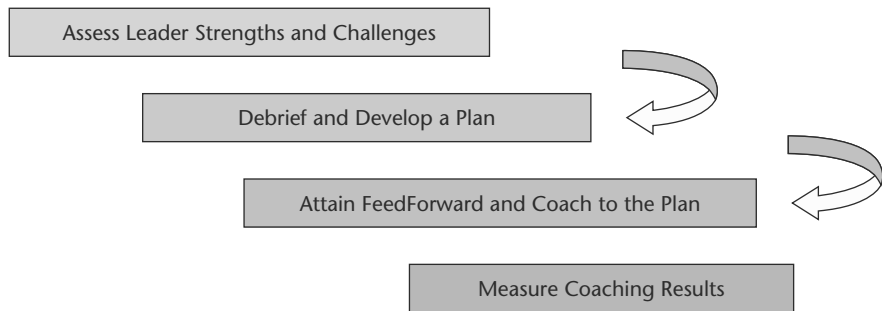 Assess Leader Strengths and Challenges
Debrief and Develop a Plan
Attain FeedForward and Coach to the Plan
Measure Coaching Results